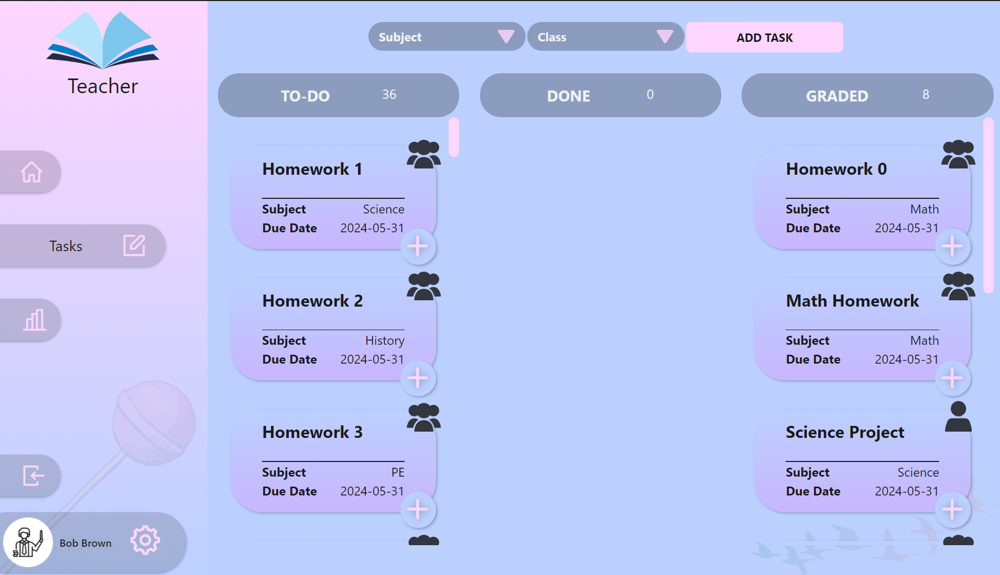 Teacher
Tasks
Bob Brown
Subject
Class
ADD TASK
TO-DO 36
DONE 0
GRADED 8
Homework 1
Subject Science
Due Date 2024-05-31
Homework 2
Subject History
Due Date 2024-05-31
Homework 3
Subject PE
Due Date 2024-05-31
Homework 0
Subject Math
Due Date 2024-05-31
Math Homework
Subject Math
Due Date 2024-05-31
Science Project
Subject Science
Due Date 2024-05-31